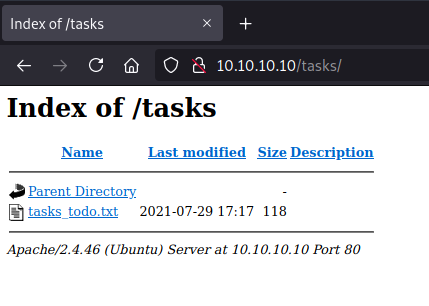 Index of /tasks
10.10.10.10/tasks/
Index of /tasks
Name Last modified Size Description
Parent Directory -
tasks_todo.txt 2021-07-29 17:17 118
Apache/2.4.46 (Ubuntu) Server at 10.10.10.10 Port 80